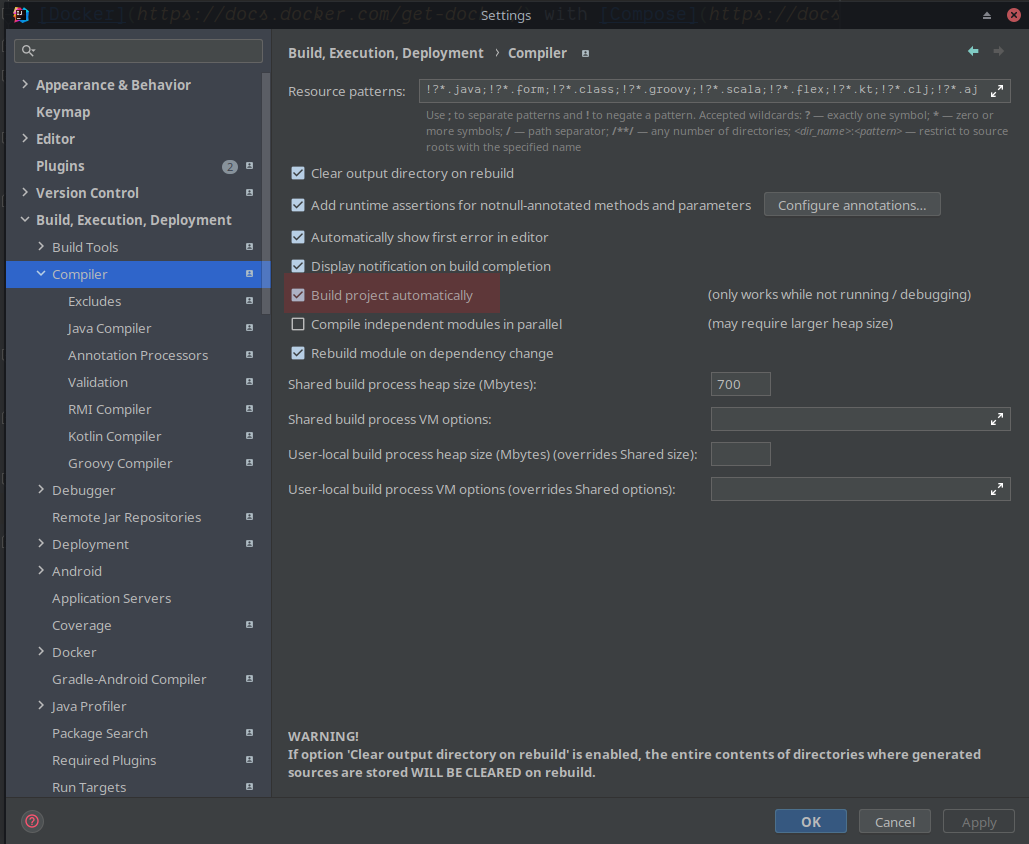 [Docker](https://docs.docker.com/get-docker/) with [Compose](https://docs
Settings
Build, Execution, Deployment › Compiler
Appearance & Behavior
Keymap
Editor
Plugins 2
Version Control
Build, Execution, Deployment
Build Tools
Compiler
Excludes
Java Compiler
Annotation Processors
Validation
RMI Compiler
Kotlin Compiler
Groovy Compiler
Debugger
Remote Jar Repositories
Deployment
Android
Application Servers
Coverage
Docker
Gradle-Android Compiler
Java Profiler
Package Search
Required Plugins
Run Targets
Resource patterns: !?*.java;!?*.form;!?*.class;!?*.groovy;!?*.scala;!?*.flex;!?*.kt;!?*.clj;!?*.aj
Use ; to separate patterns and ! to negate a pattern. Accepted wildcards: ? — exactly one symbol; * — zero or
more symbols; / — path separator; /**/ — any number of directories; <dir_name>:<pattern> — restrict to source
roots with the specified name
Clear output directory on rebuild
Add runtime assertions for notnull-annotated methods and parameters Configure annotations...
Automatically show first error in editor
Display notification on build completion
Build project automatically (only works while not running / debugging)
Compile independent modules in parallel (may require larger heap size)
Rebuild module on dependency change
Shared build process heap size (Mbytes): 700
Shared build process VM options:
User-local build process heap size (Mbytes) (overrides Shared size):
User-local build process VM options (overrides Shared options):
WARNING!
If option 'Clear output directory on rebuild' is enabled, the entire contents of directories where generated
sources are stored WILL BE CLEARED on rebuild.
? OK Cancel Apply